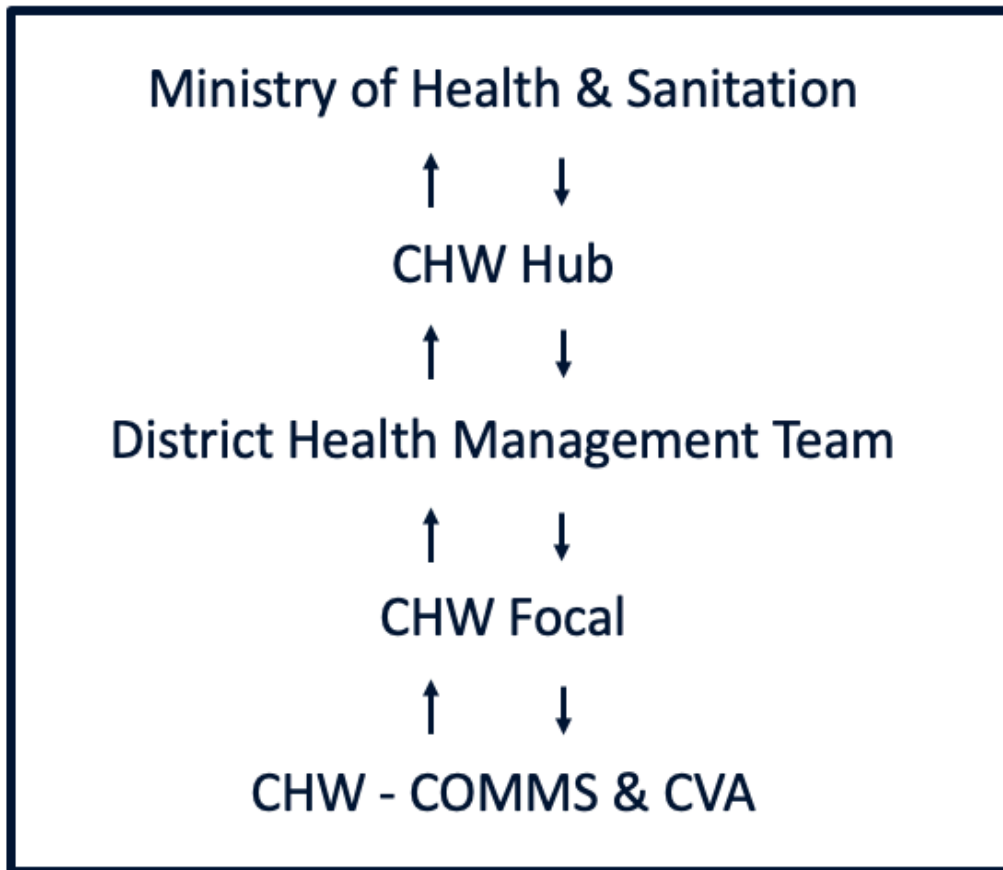 Ministry of Health & Sanitation
CHW Hub
District Health Management Team
CHW Focal
CHW - COMMS & CVA